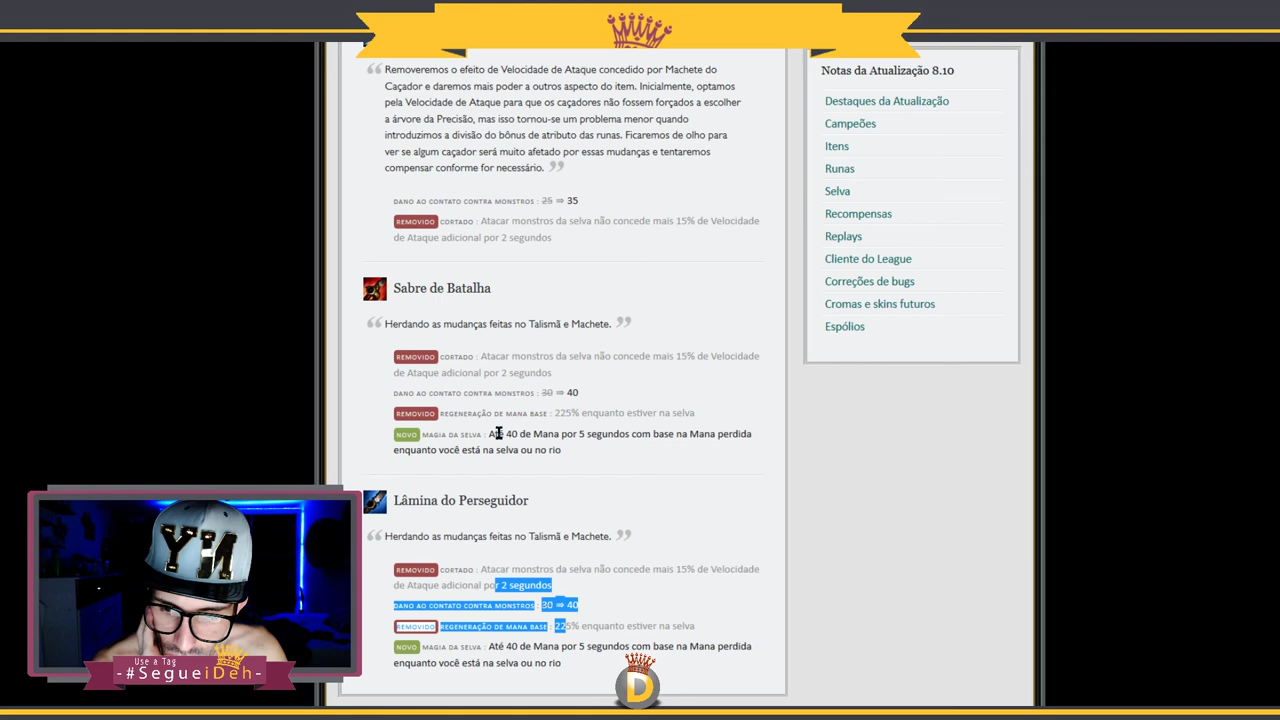 Removeremos o efeito de Velocidade de Ataque concedido por Machete do
Caçador e daremos mais poder a outros aspecto do item. Inicialmente, optamos
pela Velocidade de Ataque para que os caçadores não fossem forçados a escolher
a árvore da Precisão, mas isso tornou-se um problema menor quando
introduzimos a divisão do bônus de atributo das runas. Ficaremos de olho para
ver se algum caçador será muito afetado por essas mudanças e tentaremos
compensar conforme for necessário.
DANO AO CONTATO CONTRA MONSTROS : 25 ⇒ 35
REMOVIDO CORTADO : Atacar monstros da selva não concede mais 15% de Velocidade
de Ataque adicional por 2 segundos
Sabre de Batalha
Herdando as mudanças feitas no Talismã e Machete.
REMOVIDO CORTADO : Atacar monstros da selva não concede mais 15% de Velocidade
de Ataque adicional por 2 segundos
DANO AO CONTATO CONTRA MONSTROS : 30 ⇒ 40
REMOVIDO REGENERAÇÃO DE MANA BASE : 225% enquanto estiver na selva
NOVO MAGIA DA SELVA : Até 40 de Mana por 5 segundos com base na Mana perdida
enquanto você está na selva ou no rio
Lâmina do Perseguidor
Herdando as mudanças feitas no Talismã e Machete.
REMOVIDO CORTADO : Atacar monstros da selva não concede mais 15% de Velocidade
de Ataque adicional por 2 segundos
DANO AO CONTATO CONTRA MONSTROS : 30 ⇒ 40
REMOVIDO REGENERAÇÃO DE MANA BASE : 225% enquanto estiver na selva
NOVO MAGIA DA SELVA : Até 40 de Mana por 5 segundos com base na Mana perdida
enquanto você está na selva ou no rio
Notas da Atualização 8.10
Destaques da Atualização
Campeões
Itens
Runas
Selva
Recompensas
Replays
Cliente do League
Correções de bugs
Cromas e skins futuros
Espólios
Use a Tag
-#SegueiDeh-
D